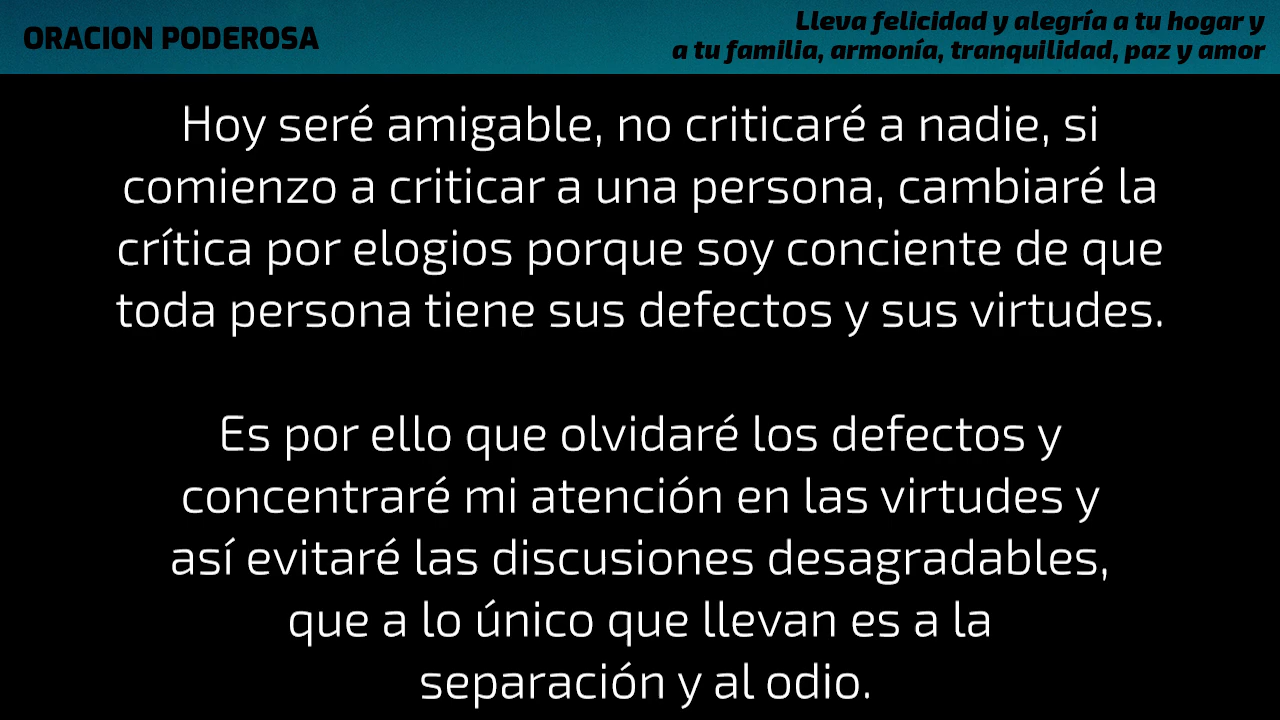 ORACION PODEROSA
Lleva felicidad y alegría a tu hogar y
a tu familia, armonía, tranquilidad, paz y amor
Hoy seré amigable, no criticaré a nadie, si
comienzo a criticar a una persona, cambiaré la
crítica por elogios porque soy conciente de que
toda persona tiene sus defectos y sus virtudes.
Es por ello que olvidaré los defectos y
concentraré mi atención en las virtudes y
así evitaré las discusiones desagradables,
que a lo único que llevan es a la
separación y al odio.